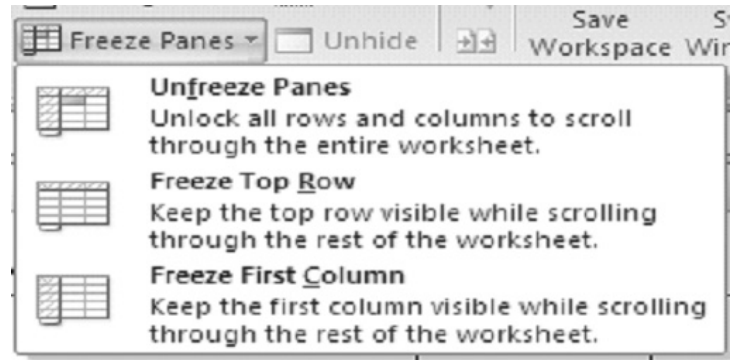 Freeze Panes Unhide Save
Workspace
Unfreeze Panes
Unlock all rows and columns to scroll
through the entire worksheet.
Freeze Top Row
Keep the top row visible while scrolling
through the rest of the worksheet.
Freeze First Column
Keep the first column visible while scrolling
through the rest of the worksheet.